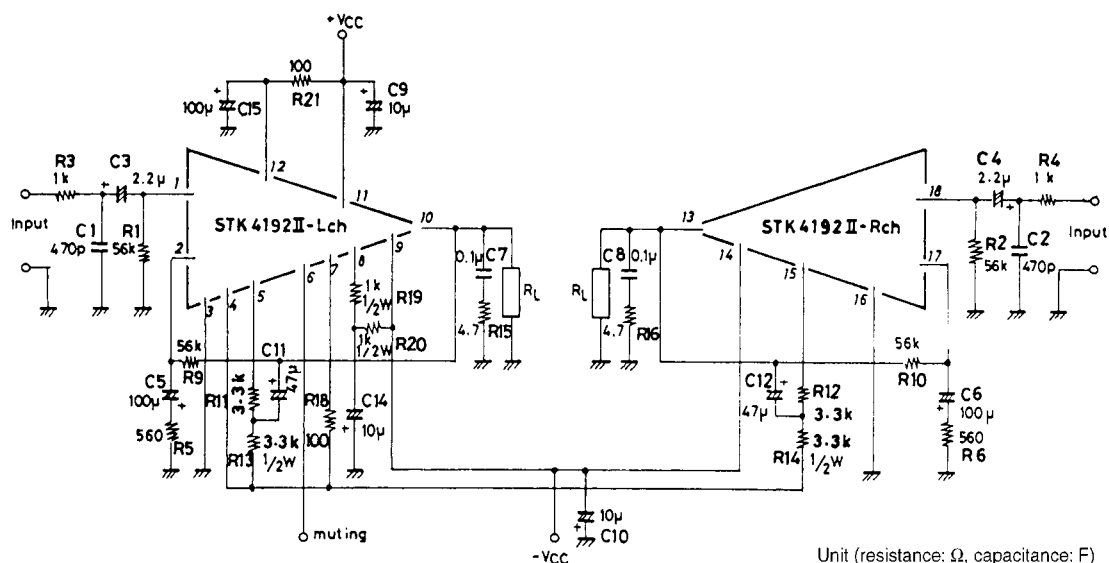 +VCC
100
R21
100μ
+
C15
+
C9
10μ
R3
1k
C3
+
2.2μ
1
12
11
10
Input
C1
470p
R1
56k
2
STK4192II-Lch
3
4
5
6
7
8
9
13
STK4192II-Rch
14
15
16
17
18
C4
2.2μ
+
R4
1k
R2
56k
C2
470p
Input
0.1μ
C7
RL
4.7
R15
RL
C8
0.1μ
4.7
R16
1k
1/2W
R19
1k
1/2W
R20
56k
R9
C5
100μ
+
560
R5
R11
3.3k
C11
+
47μ
R13
3.3k
1/2W
R18
100
C14
+
10μ
56k
R10
C12
+
47μ
R12
3.3k
3.3k
R14
1/2W
C6
+
100μ
560
R6
muting
-VCC
10μ
+
C10
Unit (resistance: Ω, capacitance: F)